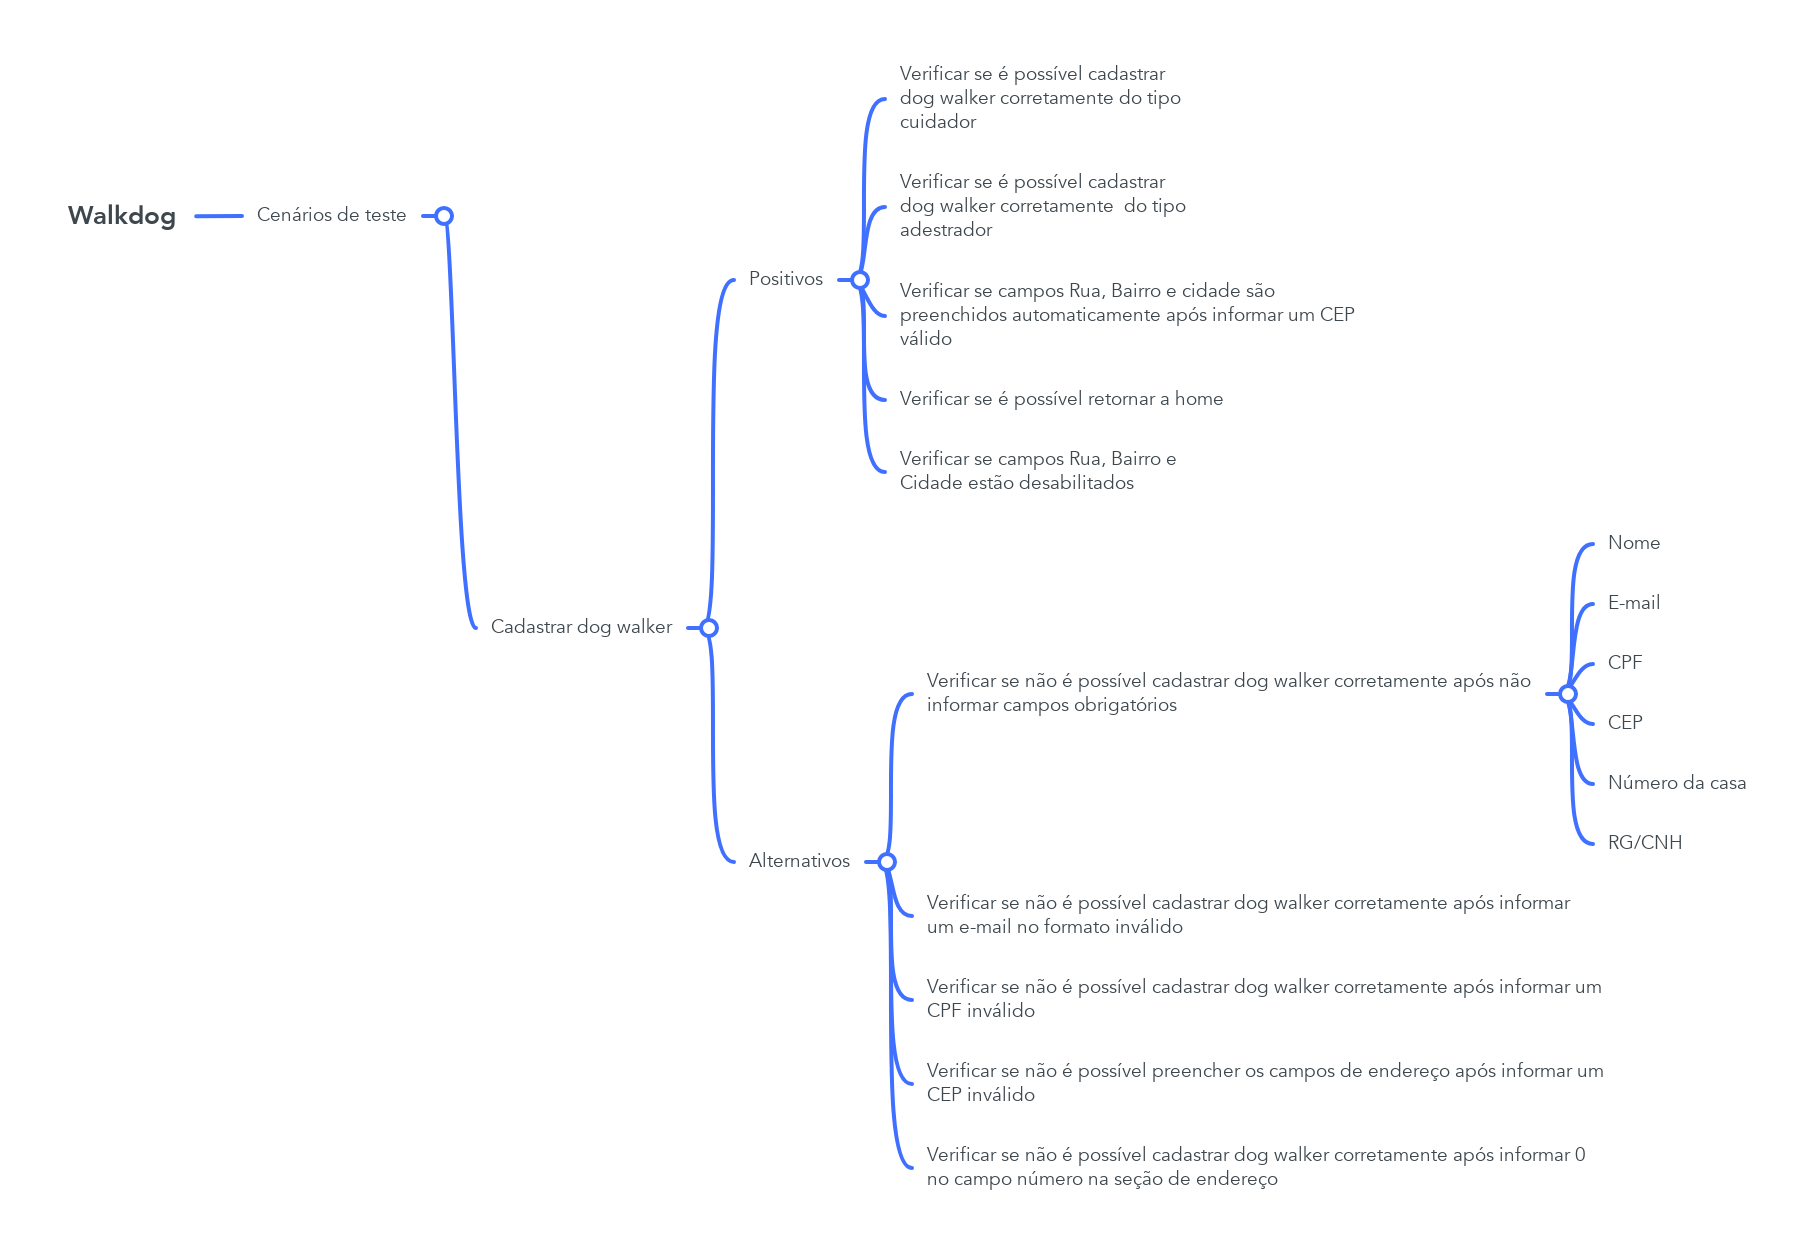 Walkdog
Cenários de teste
Cadastrar dog walker
Positivos
Verificar se é possível cadastrar
dog walker corretamente do tipo
cuidador
Verificar se é possível cadastrar
dog walker corretamente  do tipo
adestrador
Verificar se campos Rua, Bairro e cidade são
preenchidos automaticamente após informar um CEP
válido
Verificar se é possível retornar a home
Verificar se campos Rua, Bairro e
Cidade estão desabilitados
Alternativos
Verificar se não é possível cadastrar dog walker corretamente após não
informar campos obrigatórios
Nome
E-mail
CPF
CEP
Número da casa
RG/CNH
Verificar se não é possível cadastrar dog walker corretamente após informar
um e-mail no formato inválido
Verificar se não é possível cadastrar dog walker corretamente após informar um
CPF inválido
Verificar se não é possível preencher os campos de endereço após informar um
CEP inválido
Verificar se não é possível cadastrar dog walker corretamente após informar 0
no campo número na seção de endereço